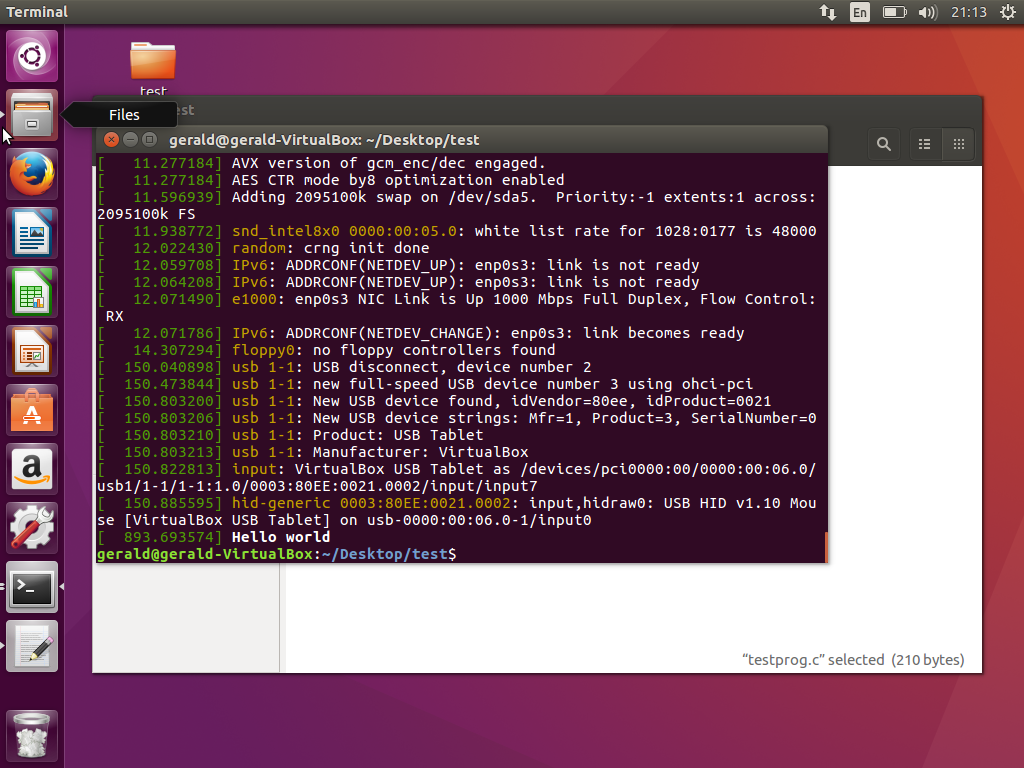 Terminal
En
21:13
test
Files
est
gerald@gerald-VirtualBox: ~/Desktop/test
[   11.277184] AVX version of gcm_enc/dec engaged.
[   11.277184] AES CTR mode by8 optimization enabled
[   11.596939] Adding 2095100k swap on /dev/sda5.  Priority:-1 extents:1 across:
2095100k FS
[   11.938772] snd_intel8x0 0000:00:05.0: white list rate for 1028:0177 is 48000
[   12.022430] random: crng init done
[   12.059708] IPv6: ADDRCONF(NETDEV_UP): enp0s3: link is not ready
[   12.064208] IPv6: ADDRCONF(NETDEV_UP): enp0s3: link is not ready
[   12.071490] e1000: enp0s3 NIC Link is Up 1000 Mbps Full Duplex, Flow Control:
 RX
[   12.071786] IPv6: ADDRCONF(NETDEV_CHANGE): enp0s3: link becomes ready
[   14.307294] floppy0: no floppy controllers found
[  150.040898] usb 1-1: USB disconnect, device number 2
[  150.473844] usb 1-1: new full-speed USB device number 3 using ohci-pci
[  150.803200] usb 1-1: New USB device found, idVendor=80ee, idProduct=0021
[  150.803206] usb 1-1: New USB device strings: Mfr=1, Product=3, SerialNumber=0
[  150.803210] usb 1-1: Product: USB Tablet
[  150.803213] usb 1-1: Manufacturer: VirtualBox
[  150.822813] input: VirtualBox USB Tablet as /devices/pci0000:00/0000:00:06.0/
usb1/1-1/1-1:1.0/0003:80EE:0021.0002/input/input7
[  150.885595] hid-generic 0003:80EE:0021.0002: input,hidraw0: USB HID v1.10 Mou
se [VirtualBox USB Tablet] on usb-0000:00:06.0-1/input0
[  893.693574] Hello world
gerald@gerald-VirtualBox:~/Desktop/test$
“testprog.c” selected  (210 bytes)